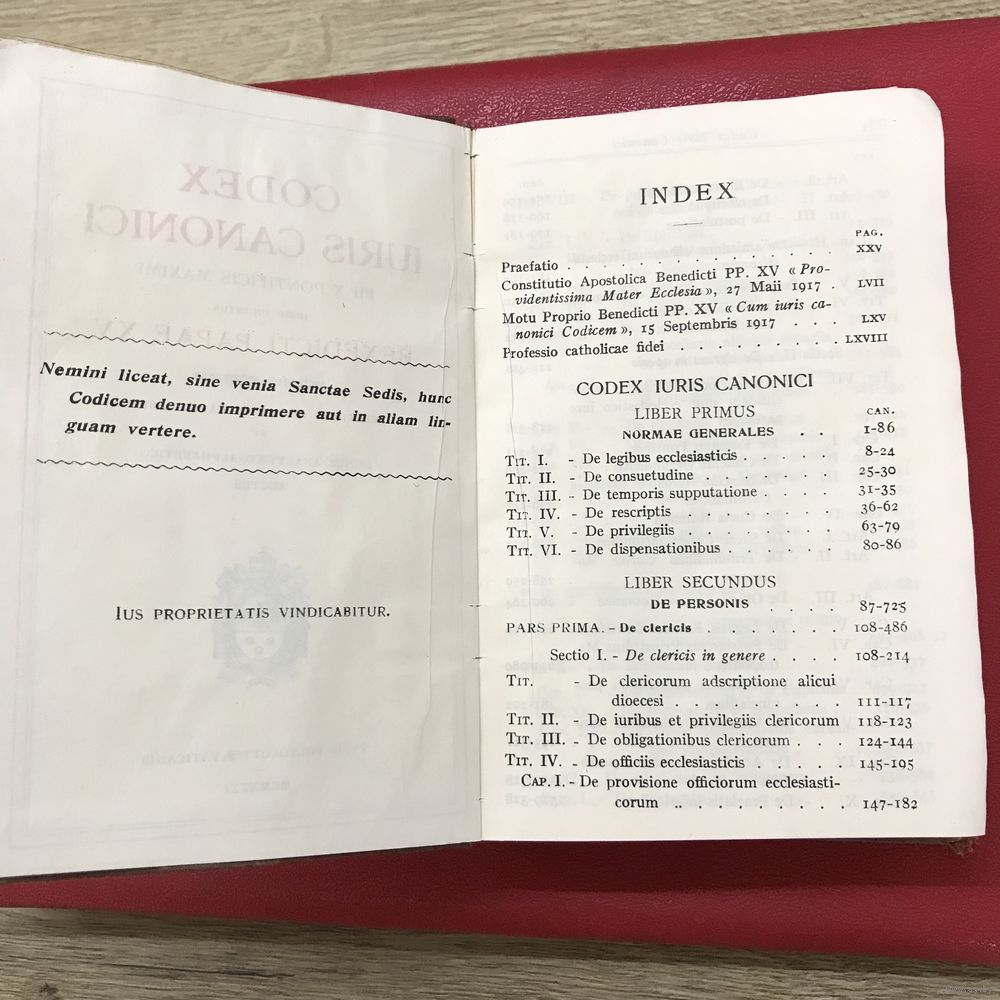 Nemini liceat, sine venia Sanctae Sedis, hunc
Codicem denuo imprimere aut in aliam lin-
guam vertere.
IUS PROPRIETATIS VINDICABITUR.
INDEX
PAG.
Praefatio . . . . . . . . . . . . . . XXV
Constitutio Apostolica Benedicti PP. XV « Pro-
videntissima Mater Ecclesia », 27 Maii 1917 . LVII
Motu Proprio Benedicti PP. XV « Cum iuris ca-
nonici Codicem », 15 Septembris 1917 . . . LXV
Professio catholicae fidei . . . . . . . . LXVIII
CODEX IURIS CANONICI
LIBER PRIMUS CAN.
NORMAE GENERALES . . 1-86
TIT. I. - De legibus ecclesiasticis . . . . . 8-24
TIT. II. - De consuetudine . . . . . . . 25-30
TIT. III. - De temporis supputatione . . . . 31-35
TIT. IV. - De rescriptis . . . . . . . . 36-62
TIT. V. - De privilegiis . . . . . . . . 63-79
TIT. VI. - De dispensationibus . . . . . . 80-86
LIBER SECUNDUS
DE PERSONIS . . . . 87-725
PARS PRIMA. - De clericis . . . . . . . 108-486
Sectio I. - De clericis in genere . . . . 108-214
TIT. - De clericorum adscriptione alicui
dioecesi . . . . . . . . . 111-117
TIT. II. - De iuribus et privilegiis clericorum 118-123
TIT. III. - De obligationibus clericorum . . . 124-144
TIT. IV. - De officiis ecclesiasticis . . . . . 145-195
CAP. I. - De provisione officiorum ecclesiasti-
corum .. . . . . . . . . 147-182